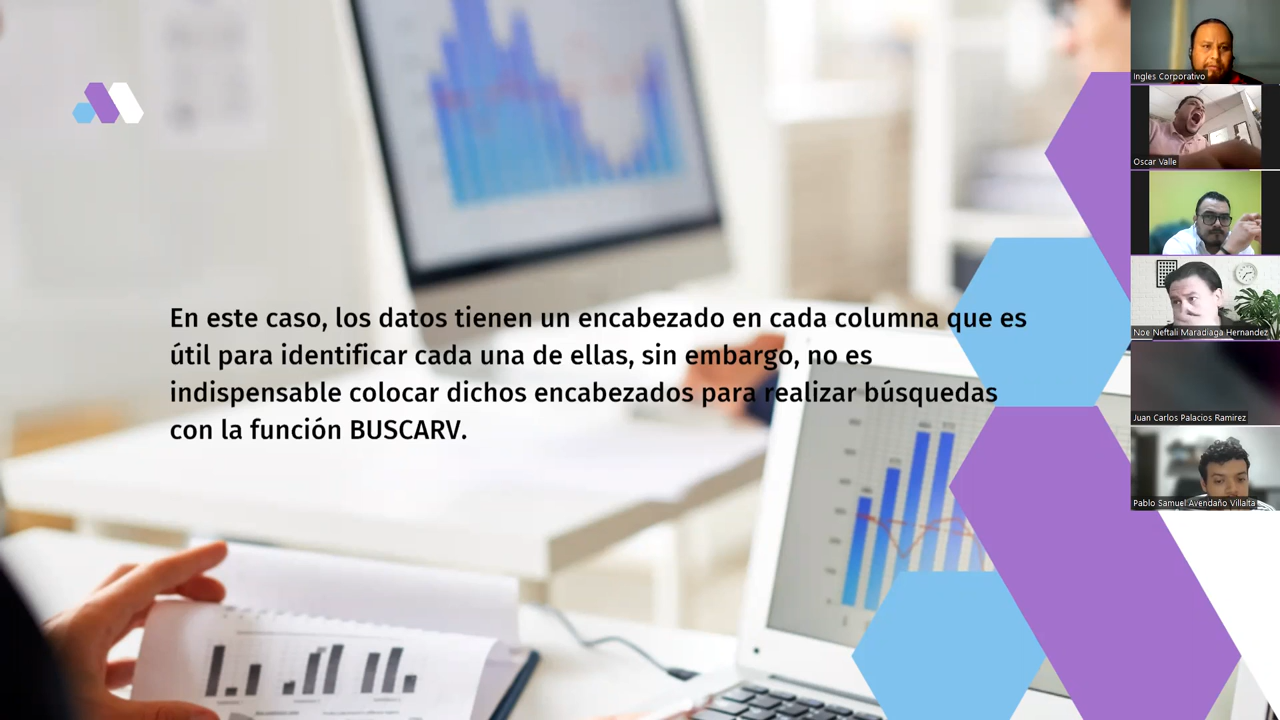 En este caso, los datos tienen un encabezado en cada columna que es
útil para identificar cada una de ellas, sin embargo, no es
indispensable colocar dichos encabezados para realizar búsquedas
con la función BUSCARV.
Ingles Corporativo
Oscar Valle
Noe Neftali Maradiaga Hernandez
Juan Carlos Palacios Ramirez
Pablo Samuel Avendaño Villalta